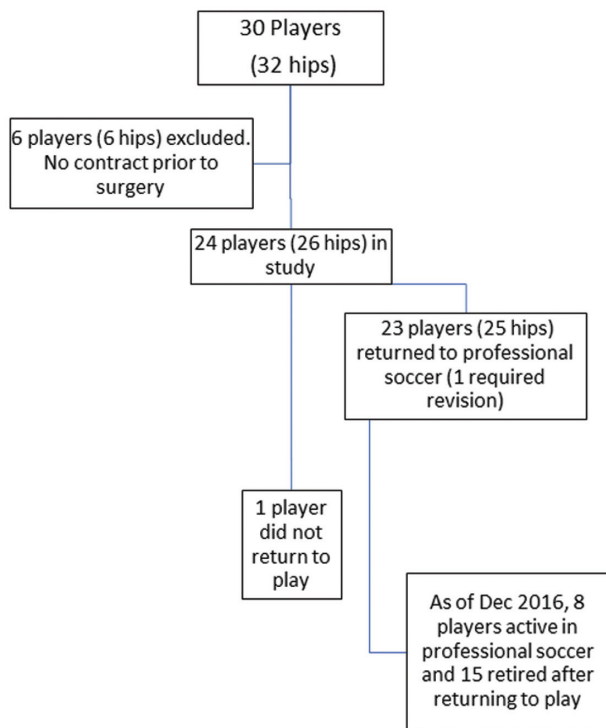 30 Players
(32 hips)
6 players (6 hips) excluded.
No contract prior to
surgery
24 players (26 hips) in
study
23 players (25 hips)
returned to professional
soccer (1 required
revision)
1 player
did not
return to
play
As of Dec 2016, 8
players active in
professional soccer
and 15 retired after
returning to play